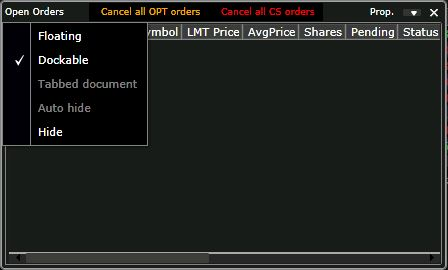 Open Orders Cancel all OPT orders Cancel all CS orders Prop.
ymbol LMT Price AvgPrice Shares Pending Status
Floating
Dockable
Tabbed document
Auto hide
Hide